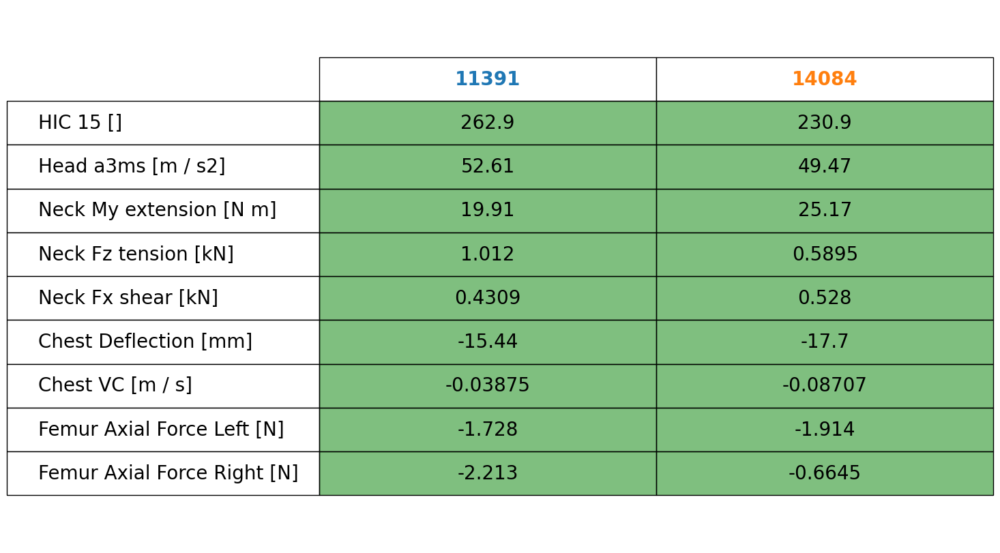 11391 14084
HIC 15 [] 262.9 230.9
Head a3ms [m / s2] 52.61 49.47
Neck My extension [N m] 19.91 25.17
Neck Fz tension [kN] 1.012 0.5895
Neck Fx shear [kN] 0.4309 0.528
Chest Deflection [mm] -15.44 -17.7
Chest VC [m / s] -0.03875 -0.08707
Femur Axial Force Left [N] -1.728 -1.914
Femur Axial Force Right [N] -2.213 -0.6645